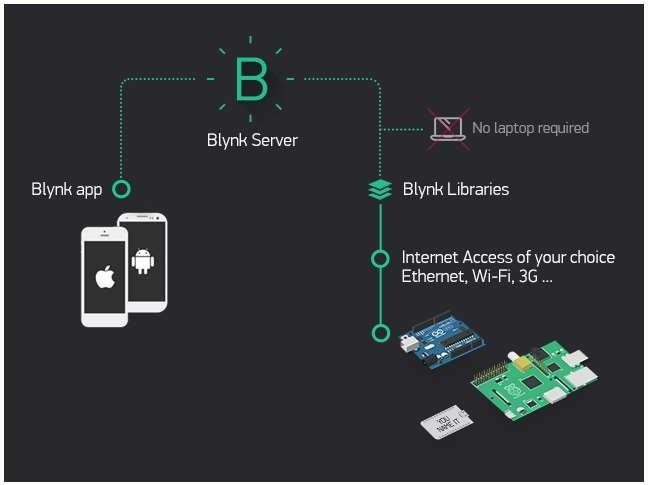 B
Blynk Server
No laptop required
Blynk app
Blynk Libraries
Internet Access of your choice
Ethernet, Wi-Fi, 3G ...
YOU
NAME IT